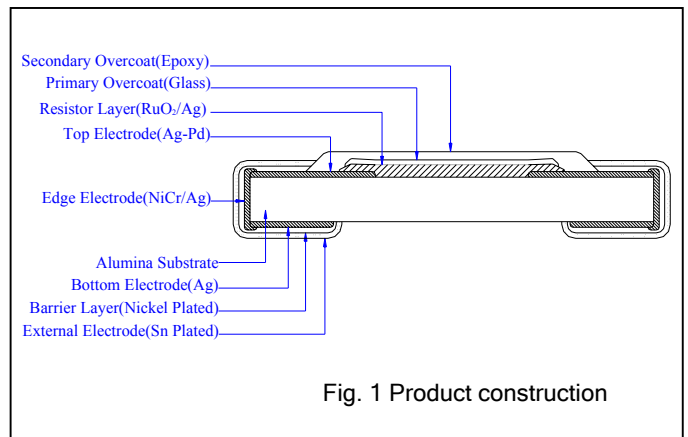 Secondary Overcoat(Epoxy)
Primary Overcoat(Glass)
Resistor Layer(RuO₂/Ag)
Top Electrode(Ag-Pd)
Edge Electrode(NiCr/Ag)
Alumina Substrate
Bottom Electrode(Ag)
Barrier Layer(Nickel Plated)
External Electrode(Sn Plated)
Fig. 1 Product construction